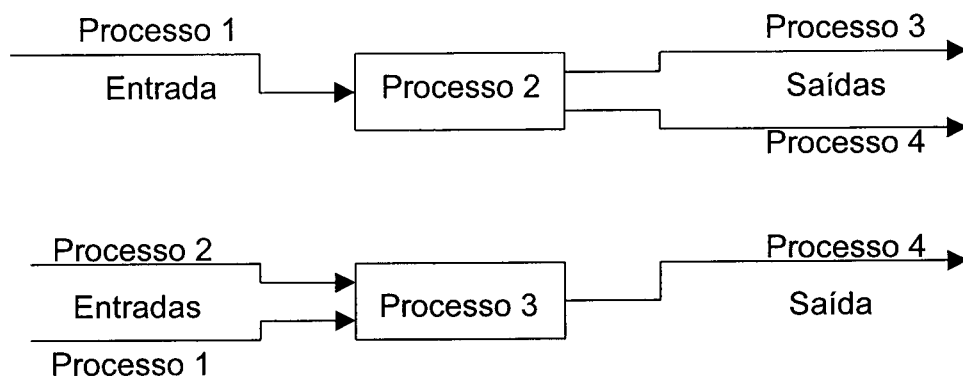 Processo 1
Entrada
Processo 2
Processo 3
Saídas
Processo 4
Processo 2
Entradas
Processo 1
Processo 3
Processo 4
Saída